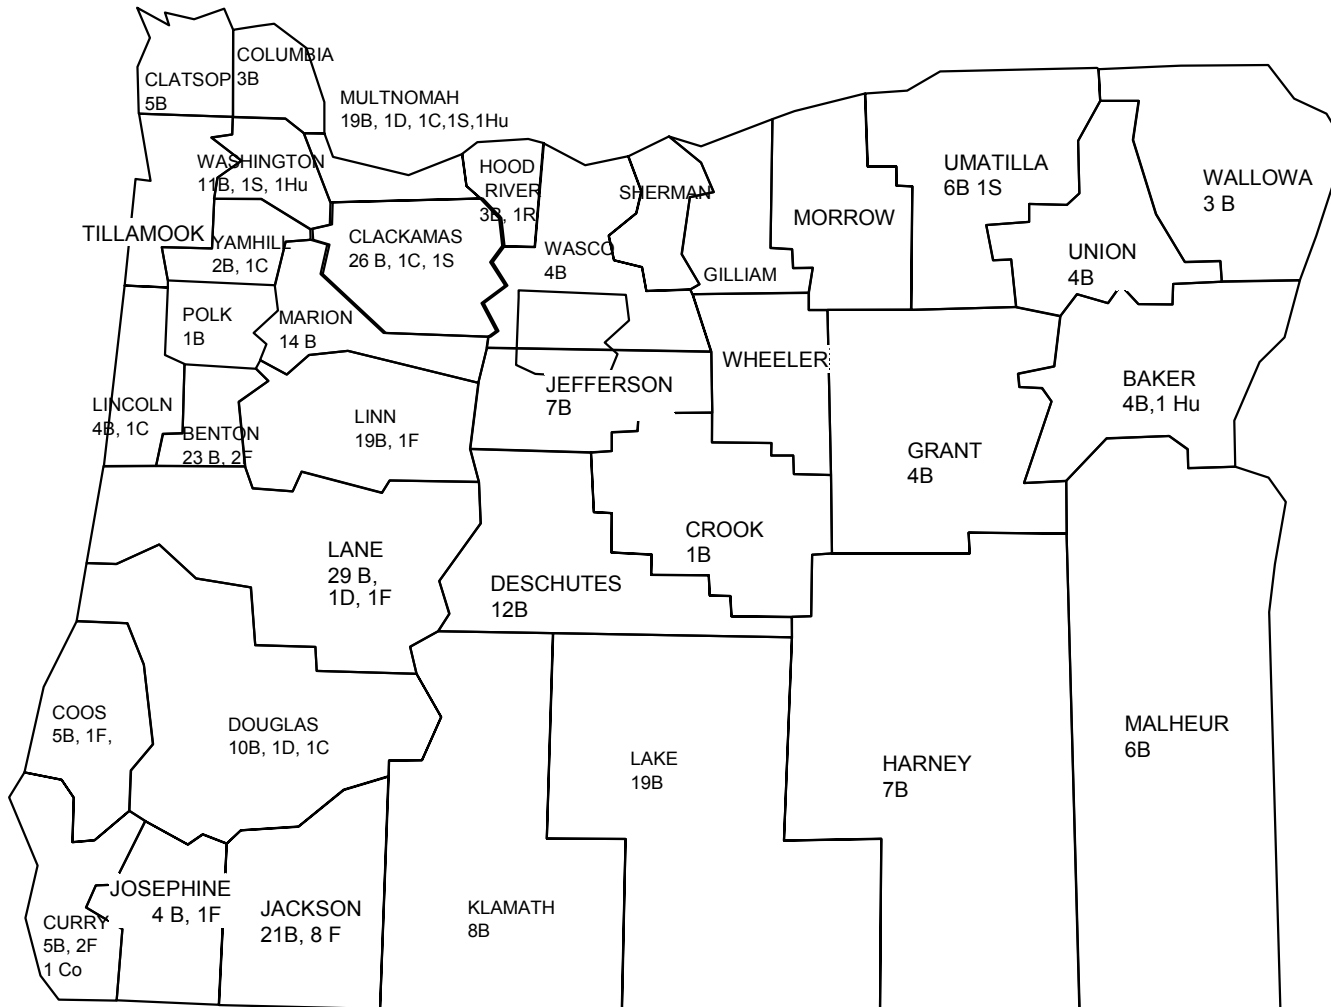 COLUMBIA
3B
CLATSOP
5B
MULTNOMAH
19B, 1D, 1C,1S,1Hu
WASHINGTON
11B, 1S, 1Hu
HOOD
RIVER
3B, 1R
SHERMAN
UMATILLA
6B 1S
WALLOWA
3 B
MORROW
TILLAMOOK
YAMHILL
2B, 1C
CLACKAMAS
26 B, 1C, 1S
WASCO
4B
GILLIAM
UNION
4B
POLK
1B
MARION
14 B
WHEELER
JEFFERSON
7B
BAKER
4B,1 Hu
LINCOLN
4B, 1C
BENTON
23 B, 2F
LINN
19B, 1F
GRANT
4B
CROOK
1B
LANE
29 B,
1D, 1F
DESCHUTES
12B
COOS
5B, 1F,
DOUGLAS
10B, 1D, 1C
LAKE
19B
HARNEY
7B
MALHEUR
6B
JOSEPHINE
4 B, 1F
JACKSON
21B, 8 F
KLAMATH
8B
CURRY
5B, 2F
1 Co